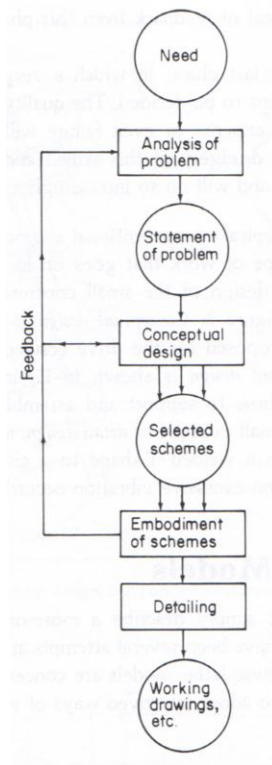 Need
Analysis of
problem
Statement
of problem
Feedback
Conceptual
design
Selected
schemes
Embodiment
of schemes
Detailing
Working
drawings,
etc.